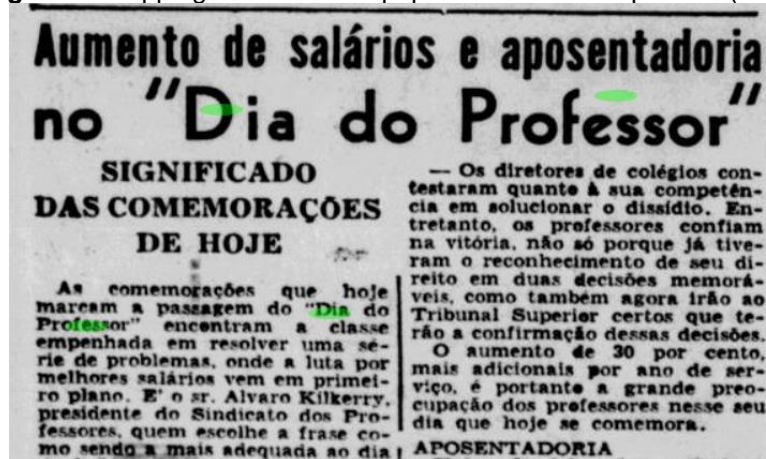 Aumento de salários e aposentadoria
no "Dia do Professor"
SIGNIFICADO
DAS COMEMORAÇÕES
DE HOJE
As comemorações que hoje
marcam a passagem do "Dia do
Professor" encontram a classe
empenhada em resolver uma sé-
rie de problemas, onde a luta por
melhores salários vem em primei-
ro plano. E' o sr. Alvaro Kilkerry,
presidente do Sindicato dos Pro-
fessores, quem escolhe a frase co-
mo sendo a mais adequada ao dia
— Os diretores de colégios con-
testaram quanto à sua competên-
cia em solucionar o dissídio. En-
tretanto, os professores confiam
na vitória, não só porque já tive-
ram o reconhecimento de seu di-
reito em duas decisões memorá-
veis, como também agora irão ao
Tribunal Superior certos que te-
rão a confirmação dessas decisões.
O aumento de 30 por cento,
mais adicionais por ano de ser-
viço, é portanto a grande preo-
cupação dos professores nesse seu
dia que hoje se comemora.
APOSENTADORIA